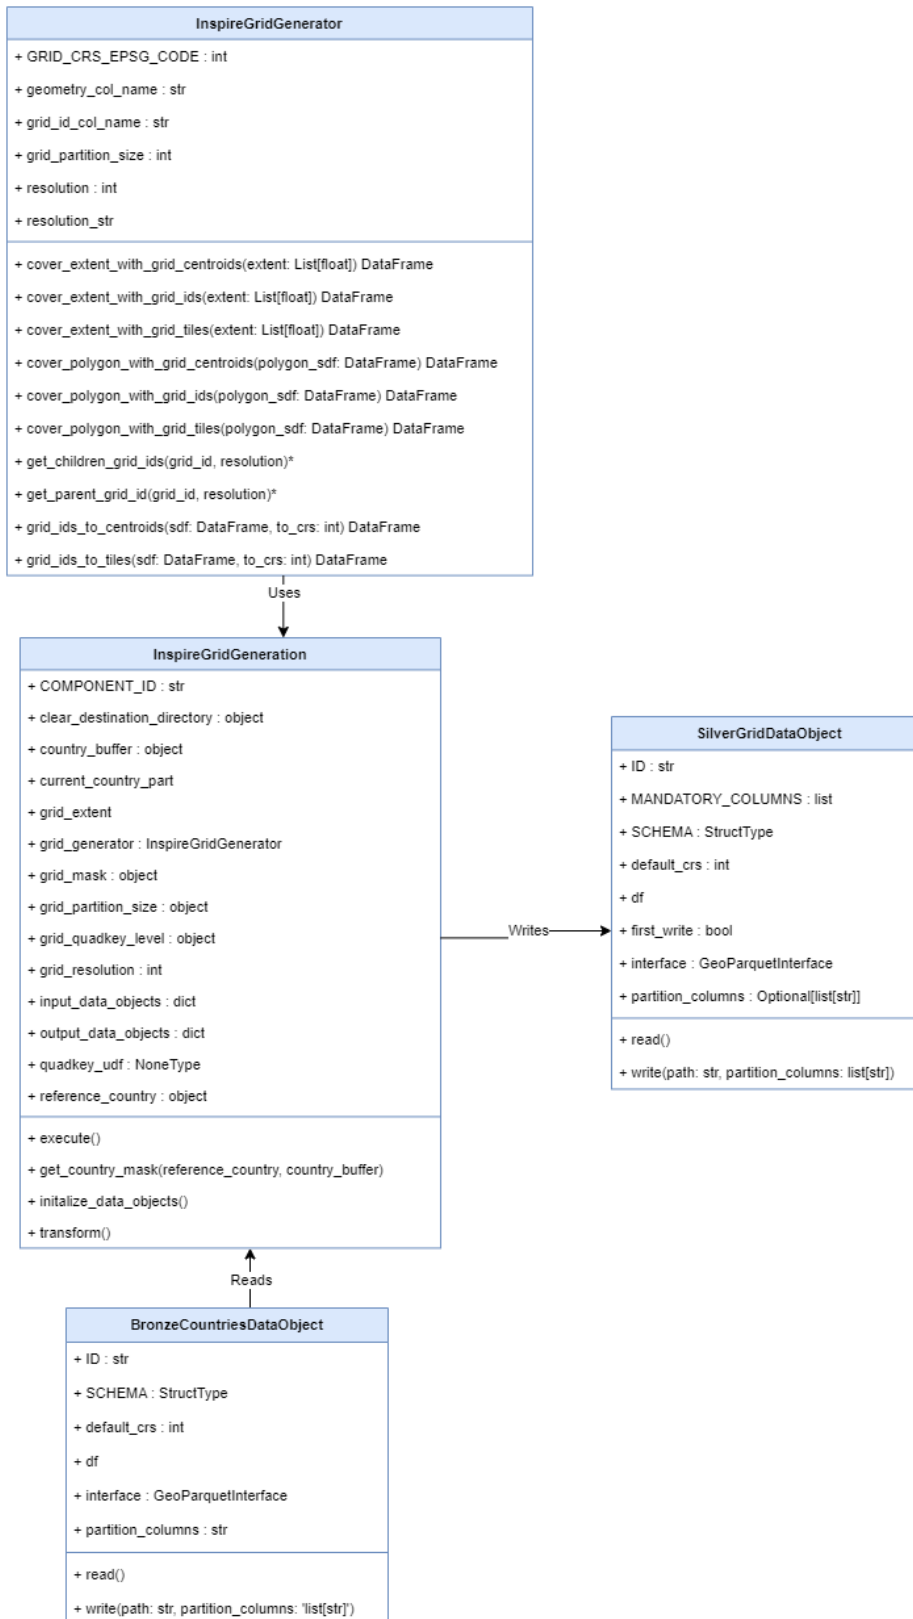 InspireGridGenerator
+ GRID_CRS_EPSG_CODE : int
+ geometry_col_name : str
+ grid_id_col_name : str
+ grid_partition_size : int
+ resolution : int
+ resolution_str
+ cover_extent_with_grid_centroids(extent: List[float]) DataFrame
+ cover_extent_with_grid_ids(extent: List[float]) DataFrame
+ cover_extent_with_grid_tiles(extent: List[float]) DataFrame
+ cover_polygon_with_grid_centroids(polygon_sdf: DataFrame) DataFrame
+ cover_polygon_with_grid_ids(polygon_sdf: DataFrame) DataFrame
+ cover_polygon_with_grid_tiles(polygon_sdf: DataFrame) DataFrame
+ get_children_grid_ids(grid_id, resolution)*
+ get_parent_grid_id(grid_id, resolution)*
+ grid_ids_to_centroids(sdf: DataFrame, to_crs: int) DataFrame
+ grid_ids_to_tiles(sdf: DataFrame, to_crs: int) DataFrame
Uses
InspireGridGeneration
+ COMPONENT_ID : str
+ clear_destination_directory : object
+ country_buffer : object
+ current_country_part
+ grid_extent
+ grid_generator : InspireGridGenerator
+ grid_mask : object
+ grid_partition_size : object
+ grid_quadkey_level : object
+ grid_resolution : int
+ input_data_objects : dict
+ output_data_objects : dict
+ quadkey_udf : NoneType
+ reference_country : object
+ execute()
+ get_country_mask(reference_country, country_buffer)
+ initalize_data_objects()
+ transform()
Writes
SilverGridDataObject
+ ID : str
+ MANDATORY_COLUMNS : list
+ SCHEMA : StructType
+ default_crs : int
+ df
+ first_write : bool
+ interface : GeoParquetInterface
+ partition_columns : Optional[list[str]]
+ read()
+ write(path: str, partition_columns: list[str])
Reads
BronzeCountriesDataObject
+ ID : str
+ SCHEMA : StructType
+ default_crs : int
+ df
+ interface : GeoParquetInterface
+ partition_columns : str
+ read()
+ write(path: str, partition_columns: 'list[str]')